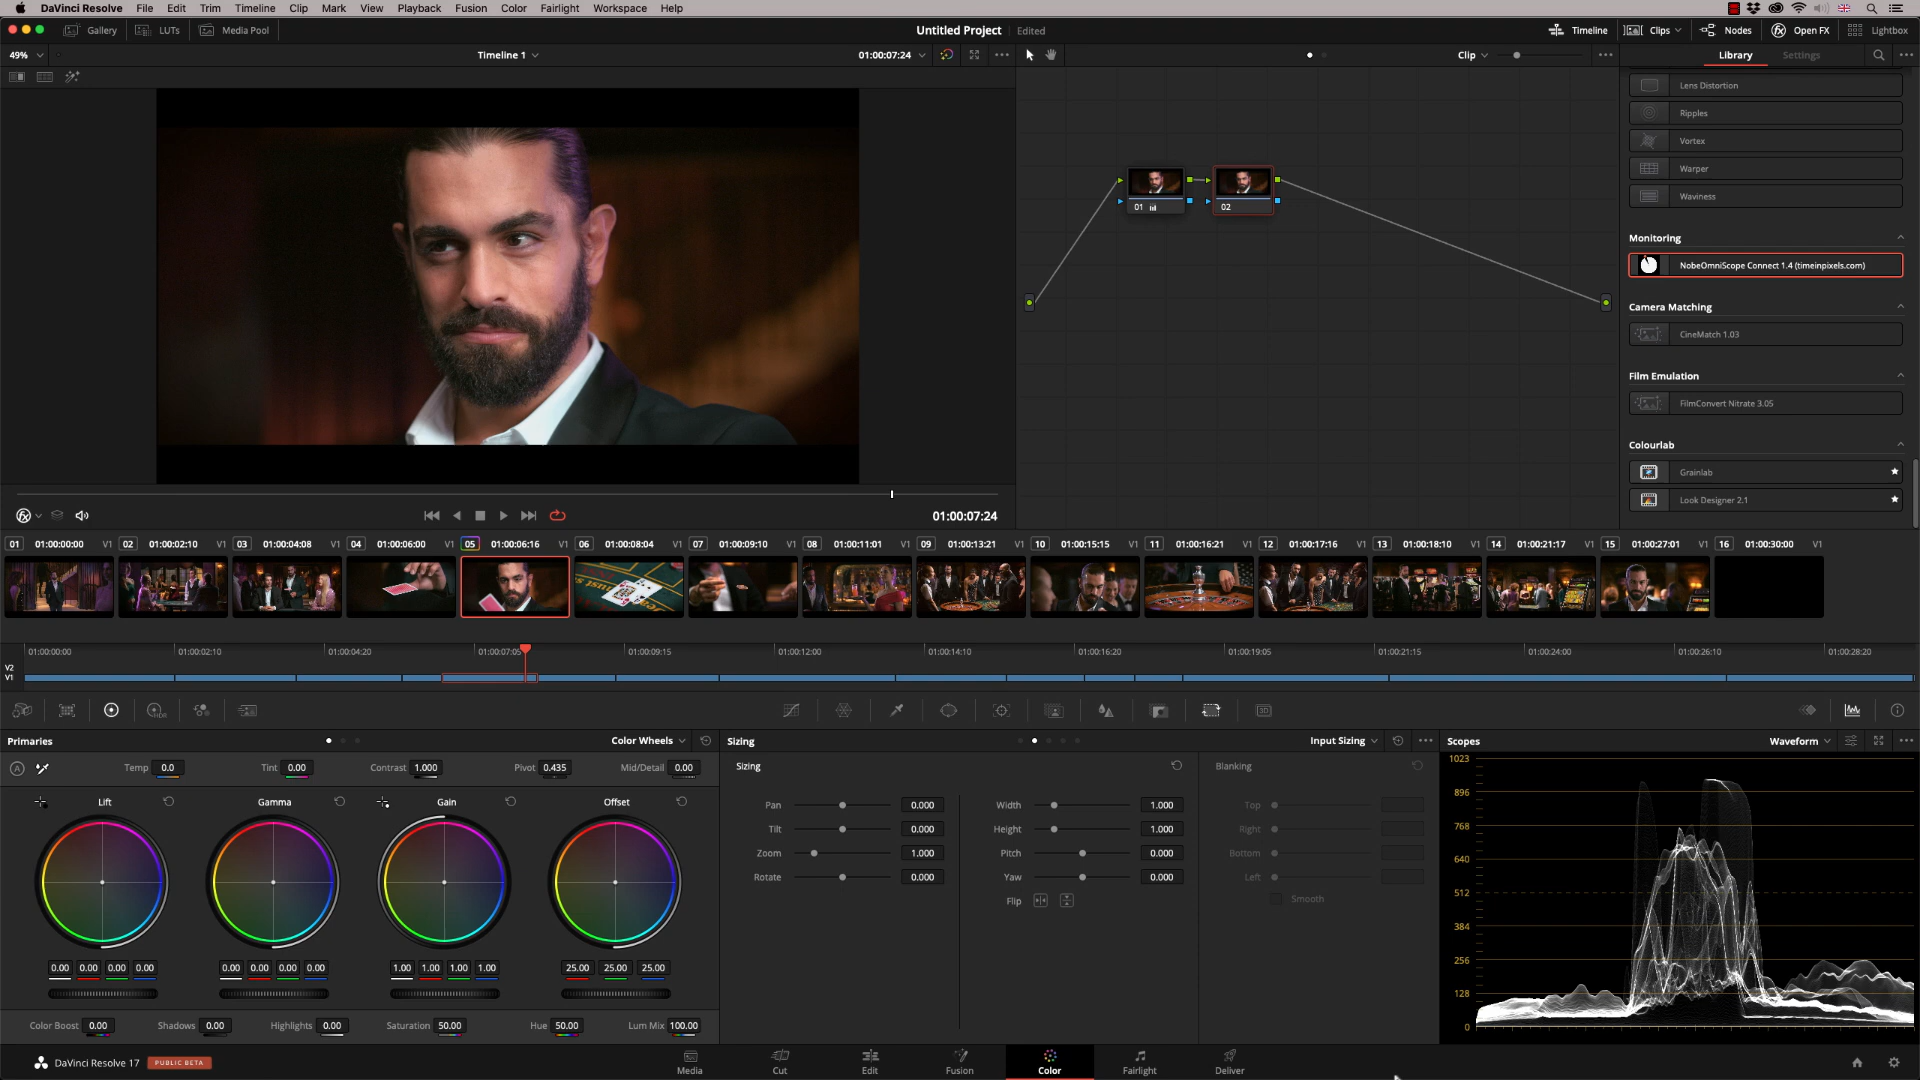 DaVinci Resolve File Edit Trim Timeline Clip Mark View Playback Fusion Color Fairlight Workspace Help
Gallery LUTs Media Pool Untitled Project Edited Timeline Clips Nodes Open FX Lightbox
49% Timeline 1 01:00:07:24 Clip Library Settings
Lens Distortion
Ripples
Vortex
Warper
Waviness
01 02
Monitoring
NobeOmniScope Connect 1.4 (timeinpixels.com)
Camera Matching
CineMatch 1.03
Film Emulation
FilmConvert Nitrate 3.05
Colourlab
Grainlab
Look Designer 2.1
01:00:07:24
01 01:00:00:00 V1 02 01:00:02:10 V1 03 01:00:04:08 V1 04 01:00:06:00 V1 05 01:00:06:16 V1 06 01:00:08:04 V1 07 01:00:09:10 V1 08 01:00:11:01 V1 09 01:00:13:21 V1 10 01:00:15:15 V1 11 01:00:16:21 V1 12 01:00:17:16 V1 13 01:00:18:10 V1 14 01:00:21:17 V1 15 01:00:27:01 V1 16 01:00:30:00 V1
01:00:00:00 01:00:02:10 01:00:04:20 01:00:07:05 01:00:09:15 01:00:12:00 01:00:14:10 01:00:16:20 01:00:19:05 01:00:21:15 01:00:24:00 01:00:26:10 01:00:28:20
V2
V1
Primaries Color Wheels Sizing Input Sizing Scopes Waveform
Temp 0.0 Tint 0.00 Contrast 1.000 Pivot 0.435 Mid/Detail 0.00
Sizing Blanking
Lift Gamma Gain Offset
Pan 0.000 Width 1.000 Top
Tilt 0.000 Height 1.000 Right
Zoom 1.000 Pitch 0.000 Bottom
Rotate 0.000 Yaw 0.000 Left
Flip Smooth
1023
896
768
640
512
384
256
128
0
0.00 0.00 0.00 0.00 0.00 0.00 0.00 0.00 1.00 1.00 1.00 1.00 25.00 25.00 25.00
Color Boost 0.00 Shadows 0.00 Highlights 0.00 Saturation 50.00 Hue 50.00 Lum Mix 100.00
DaVinci Resolve 17 PUBLIC BETA Media Cut Edit Fusion Color Fairlight Deliver